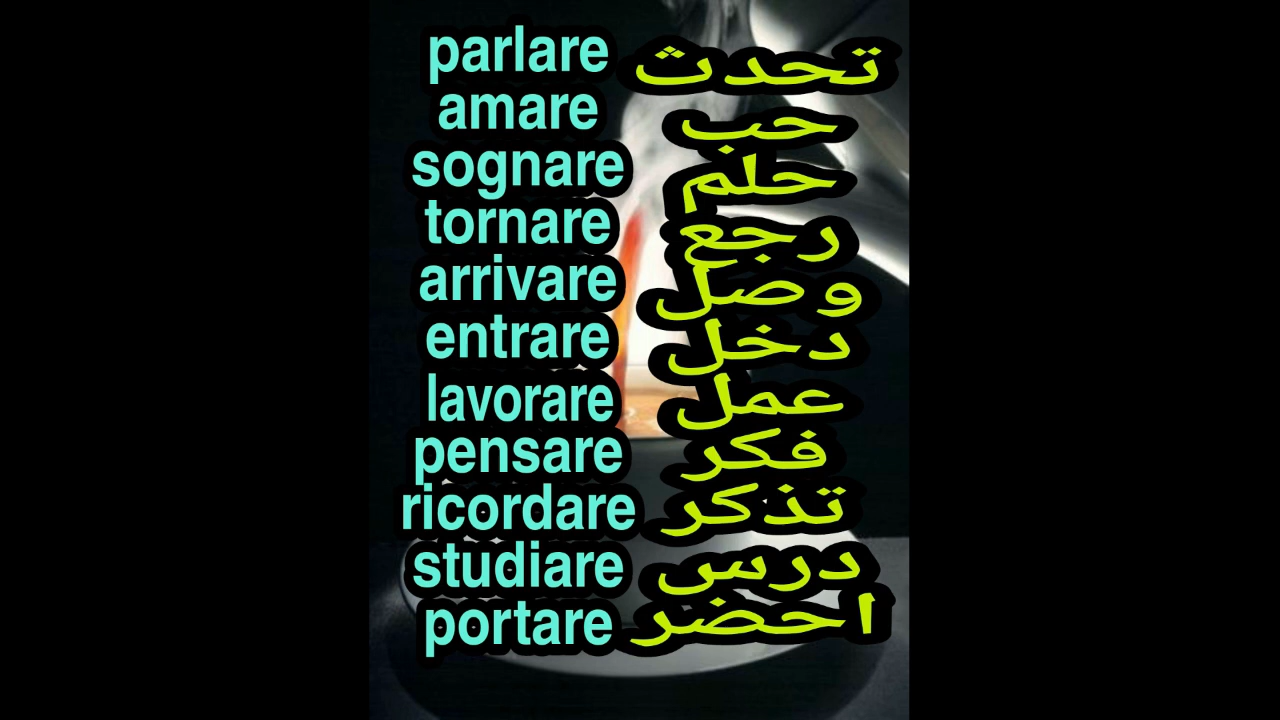 parlare تحدث
amare حب
sognare حلم
tornare رجع
arrivare وصل
entrare دخل
lavorare عمل
pensare فكر
ricordare تذكر
studiare درس
portare احضر